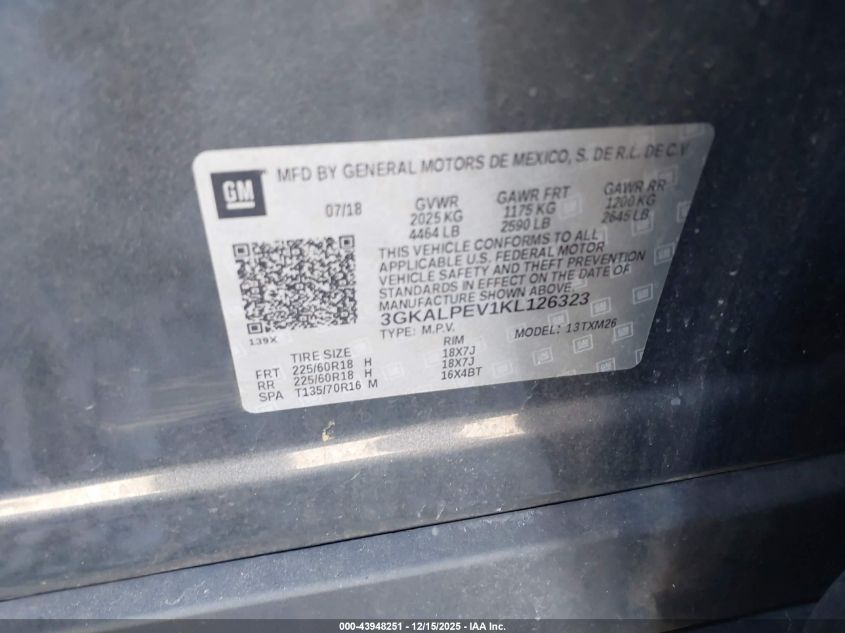 GM
MFD BY GENERAL MOTORS DE MEXICO, S. DE R.L. DE C.V
07/18
GVWR
2025 KG
4464 LB
GAWR FRT
1175 KG
2590 LB
GAWR RR
1200 KG
2645 LB
THIS VEHICLE CONFORMS TO ALL
APPLICABLE U.S. FEDERAL MOTOR
VEHICLE SAFETY AND THEFT PREVENTION
STANDARDS IN EFFECT ON THE DATE OF
MANUFACTURE SHOWN ABOVE
3GKALPEV1KL126323
TYPE: M.P.V. MODEL: 13TXM26
139X
TIRE SIZE RIM
FRT 225/60R18 H 18X7J
RR 225/60R18 H 18X7J
SPA T135/70R16 M 16X4BT
000-43948251 - 12/15/2025 - IAA Inc.